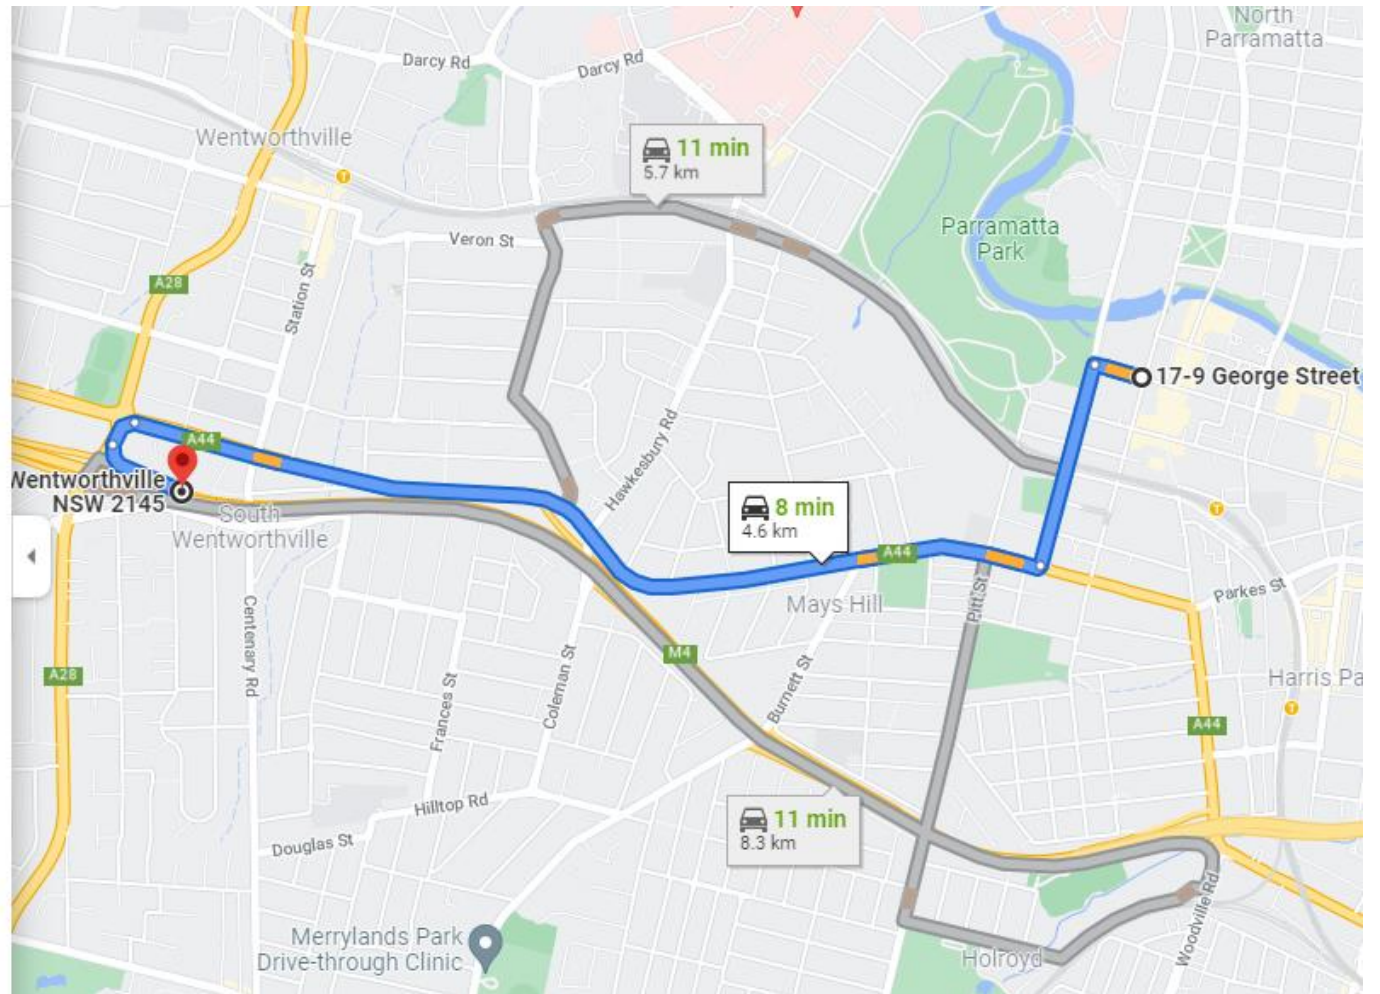 North
Parramatta
Darcy Rd
Darcy Rd
Wentworthville
11 min
5.7 km
T
Parramatta
Park
Veron St
A28
Station St
17-9 George Street
Hawkesbury Rd
A44
Wentworthville
NSW 2145
South
Wentworthville
8 min
4.6 km
A44
T
Pitt St
Parkes St
Mays Hill
Centenary Rd
M4
A28
Frances St
Coleman St
Burnett St
Harris Pa
T
A44
Hilltop Rd
11 min
8.3 km
Douglas St
Woodville Rd
Merrylands Park
Drive-through Clinic
Holroyd